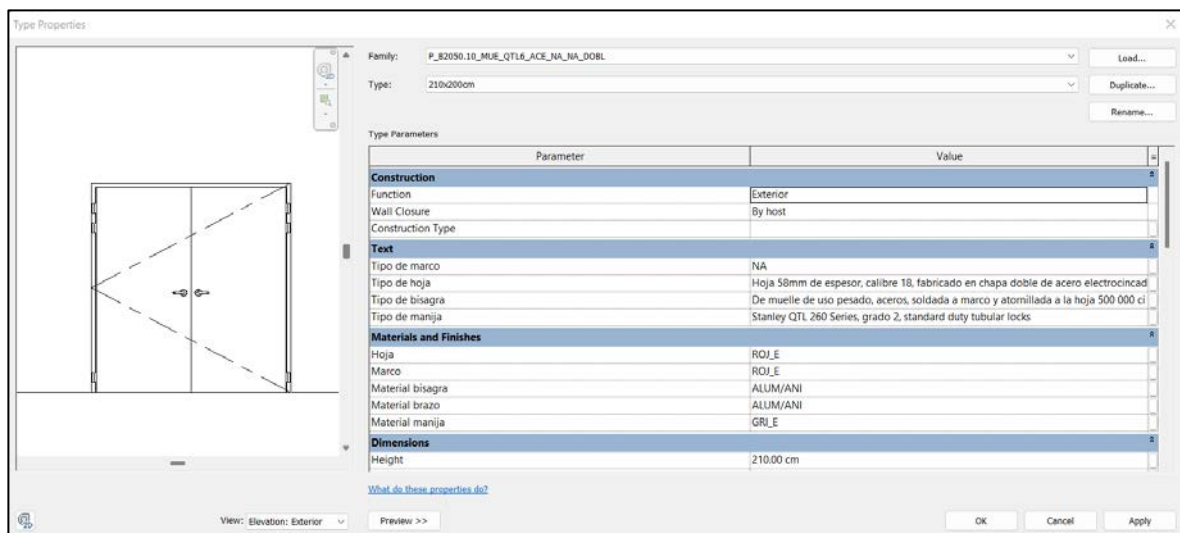 Type Properties
Family: P_82050.10_MUE_QTL6_ACE_NA_NA_DOBL Load...
Type: 210x200cm Duplicate...
Rename...
Type Parameters
Parameter Value =
Construction
Function Exterior
Wall Closure By host
Construction Type
Text
Tipo de marco NA
Tipo de hoja Hoja 58mm de espesor, calibre 18, fabricado en chapa doble de acero electrocincad
Tipo de bisagra De muelle de uso pesado, aceros, soldada a marco y atornillada a la hoja 500 000 ci
Tipo de manija Stanley QTL 260 Series, grado 2, standard duty tubular locks
Materials and Finishes
Hoja ROJ_E
Marco ROJ_E
Material bisagra ALUM/ANI
Material brazo ALUM/ANI
Material manija GRI_E
Dimensions
Height 210.00 cm
What do these properties do?
View: Elevation: Exterior Preview >> OK Cancel Apply